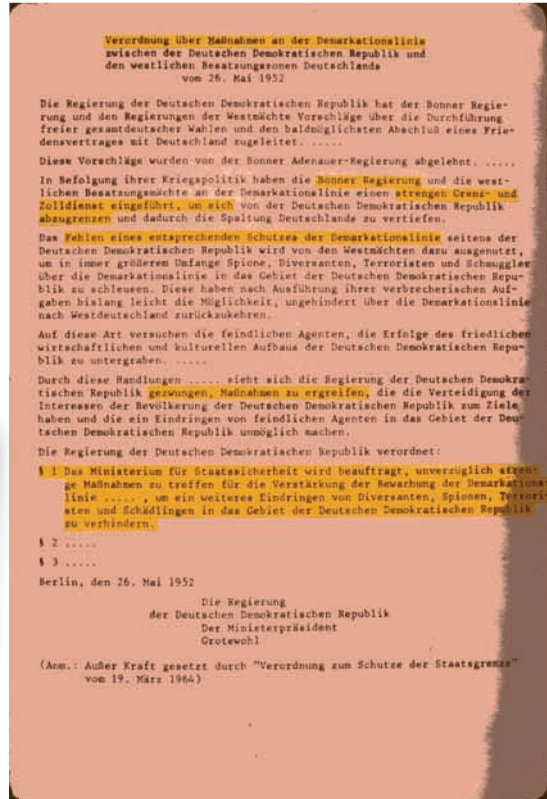 Verordnung über Maßnahmen an der Demarkationslinie
zwischen der Deutschen Demokratischen Republik und
den westlichen Besatzungszonen Deutschlands
vom 26. Mai 1952
Die Regierung der Deutschen Demokratischen Republik hat der Bonner Regie-
rung und den Regierungen der Westmächte Vorschläge über die Durchführung
freier gesamtdeutscher Wahlen und den baldmöglichsten Abschluß eines Frie-
densvertrages mit Deutschland zugeleitet. .....
Diese Vorschläge wurden von der Bonner Adenauer-Regierung abgelehnt. .....
In Befolgung ihrer Kriegspolitik haben die Bonner Regierung und die west-
lichen Besatzungsmächte an der Demarkationslinie einen strengen Grenz- und
Zolldienst eingeführt, um sich von der Deutschen Demokratischen Republik
abzugrenzen und dadurch die Spaltung Deutschlands zu vertiefen.
Das Fehlen eines entsprechenden Schutzes der Demarkationslinie seitens der
Deutschen Demokratischen Republik wird von den Westmächten dazu ausgenutzt,
um in immer größerem Umfange Spione, Diversanten, Terroristen und Schmuggler
über die Demarkationslinie in das Gebiet der Deutschen Demokratischen Repu-
blik zu schleusen. Diese haben nach Ausführung ihrer verbrecherischen Auf-
gaben bislang leicht die Möglichkeit, ungehindert über die Demarkationslinie
nach Westdeutschland zurückzukehren.
Auf diese Art versuchen die feindlichen Agenten, die Erfolge des friedlichen
wirtschaftlichen und kulturellen Aufbaus der Deutschen Demokratischen Repu-
blik zu untergraben. .....
Durch diese Handlungen ..... sieht sich die Regierung der Deutschen Demokra-
tischen Republik gezwungen, Maßnahmen zu ergreifen, die die Verteidigung der
Interessen der Bevölkerung der Deutschen Demokratischen Republik zum Ziele
haben und die ein Eindringen von feindlichen Agenten in das Gebiet der Deu-
tschen Demokratischen Republik unmöglich machen.
Die Regierung der Deutschen Demokratischen Republik verordnet:
§ 1 Das Ministerium für Staatssicherheit wird beauftragt, unverzüglich stren-
ge Maßnahmen zu treffen für die Verstärkung der Bewachung der Demarkations-
linie ..... , um ein weiteres Eindringen von Diversanten, Spionen, Terrori-
sten und Schädlingen in das Gebiet der Deutschen Demokratischen Republik
zu verhindern.
§ 2 .....
§ 3 .....
Berlin, den 26. Mai 1952
Die Regierung
der Deutschen Demokratischen Republik
Der Ministerpräsident
Grotewohl
(Anm.: Außer Kraft gesetzt durch "Verordnung zum Schutze der Staatsgrenze"
vom 19. März 1964)